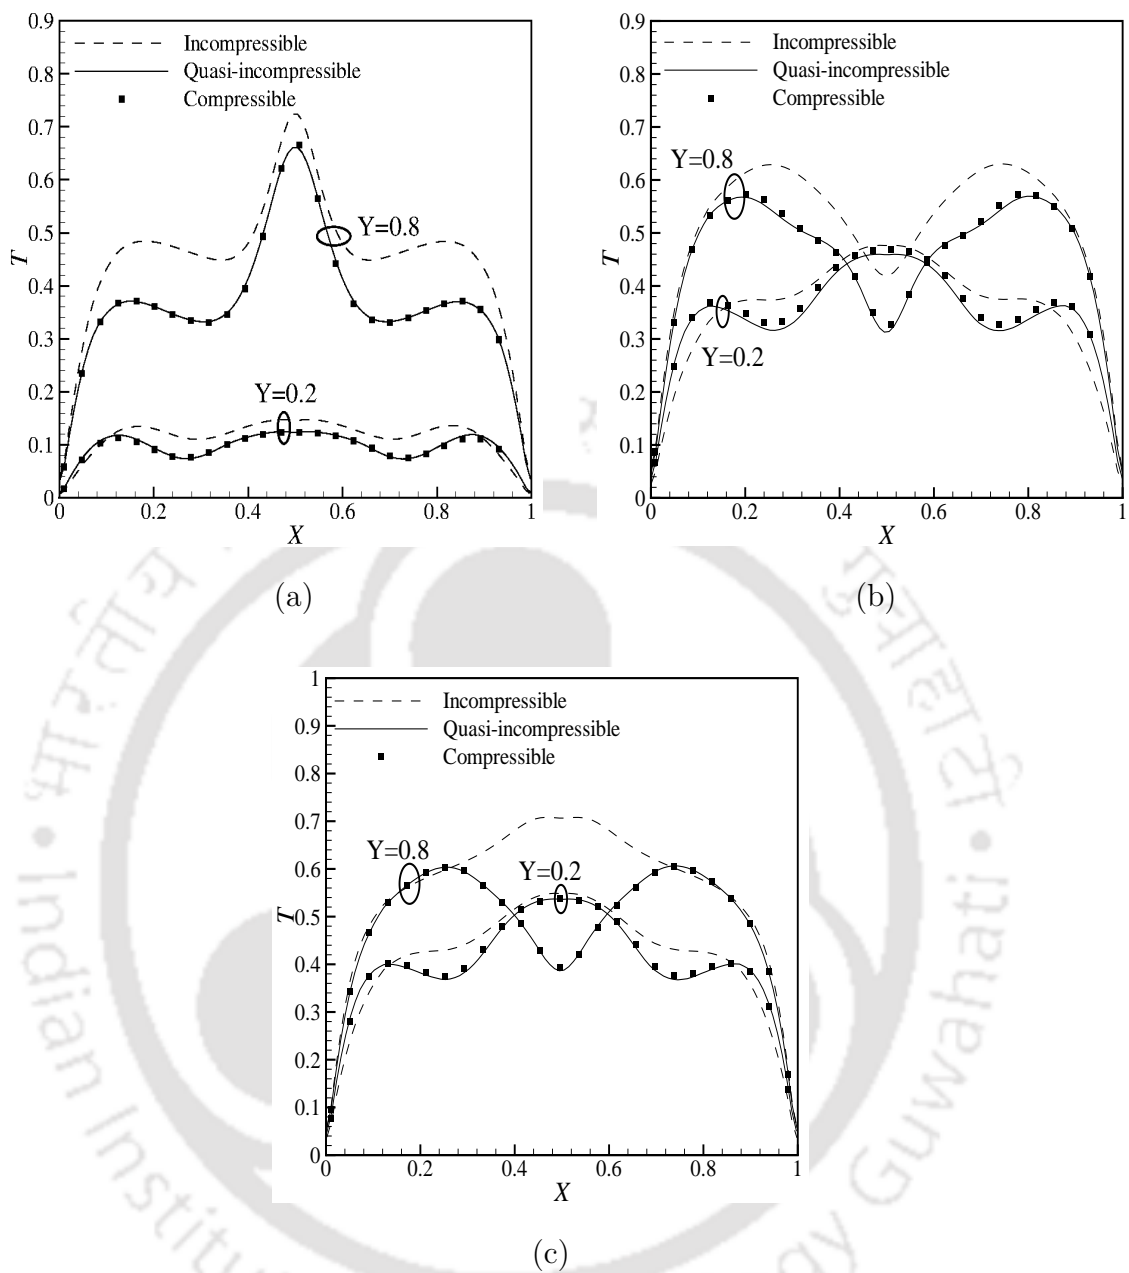 0.9
Incompressible
Quasi-incompressible
Compressible
0.8
0.7
0.6
0.5
0.4
0.3
0.2
0.1
0
T
Y=0.8
Y=0.2
0 0.2 0.4 0.6 0.8 1
X
(a)
0.9
Incompressible
Quasi-incompressible
Compressible
0.8
0.7
0.6
0.5
0.4
0.3
0.2
0.1
0
T
Y=0.8
Y=0.2
0 0.2 0.4 0.6 0.8 1
X
(b)
1
Incompressible
Quasi-incompressible
Compressible
0.9
0.8
0.7
0.6
0.5
0.4
0.3
0.2
0.1
0
T
Y=0.8
Y=0.2
0 0.2 0.4 0.6 0.8 1
X
(c)
Indian Institu
gy Guwahati